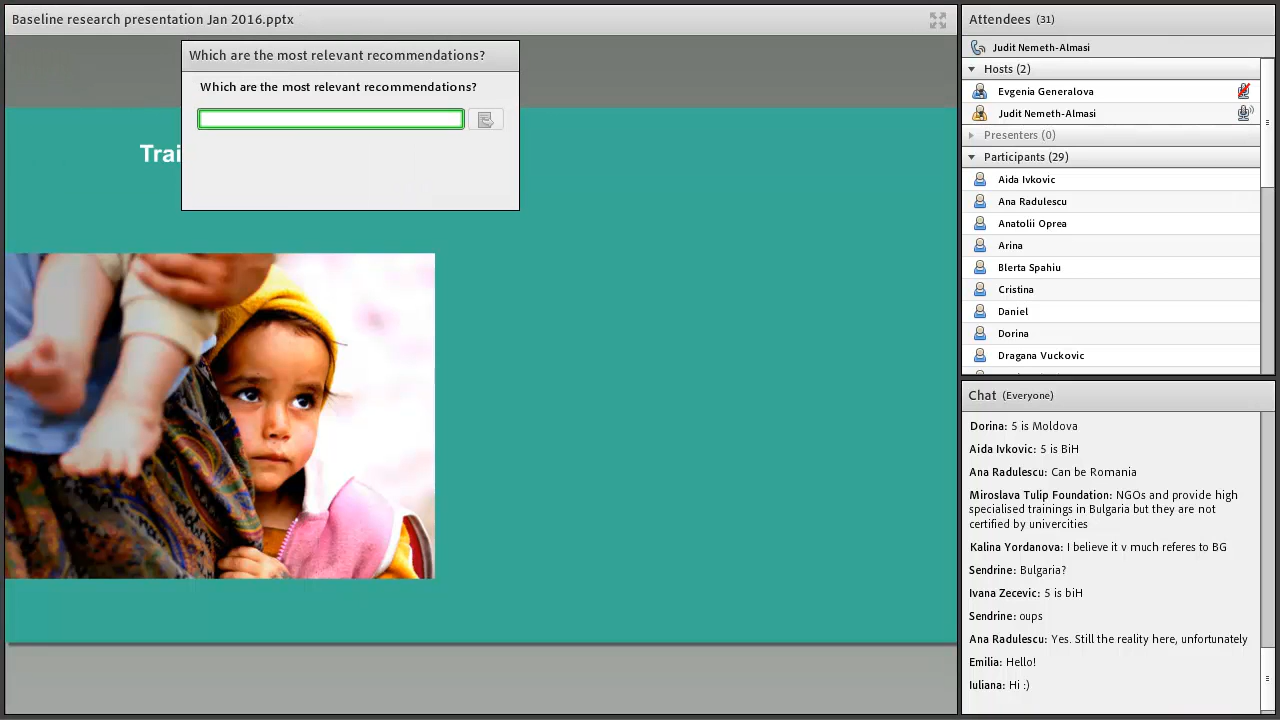 Baseline research presentation Jan 2016.pptx
Which are the most relevant recommendations?
Which are the most relevant recommendations?
Trai
Attendees (31)
Judit Nemeth-Almasi
Hosts (2)
Evgenia Generalova
Judit Nemeth-Almasi
Presenters (0)
Participants (29)
Aida Ivkovic
Ana Radulescu
Anatolii Oprea
Arina
Blerta Spahiu
Cristina
Daniel
Dorina
Dragana Vuckovic
Chat (Everyone)
Dorina: 5 is Moldova
Aida Ivkovic: 5 is BiH
Ana Radulescu: Can be Romania
Miroslava Tulip Foundation: NGOs and provide high
specialised trainings in Bulgaria but they are not
certified by univercities
Kalina Yordanova: I believe it v much referes to BG
Sendrine: Bulgaria?
Ivana Zecevic: 5 is biH
Sendrine: oups
Ana Radulescu: Yes. Still the reality here, unfortunately
Emilia: Hello!
Iuliana: Hi :)